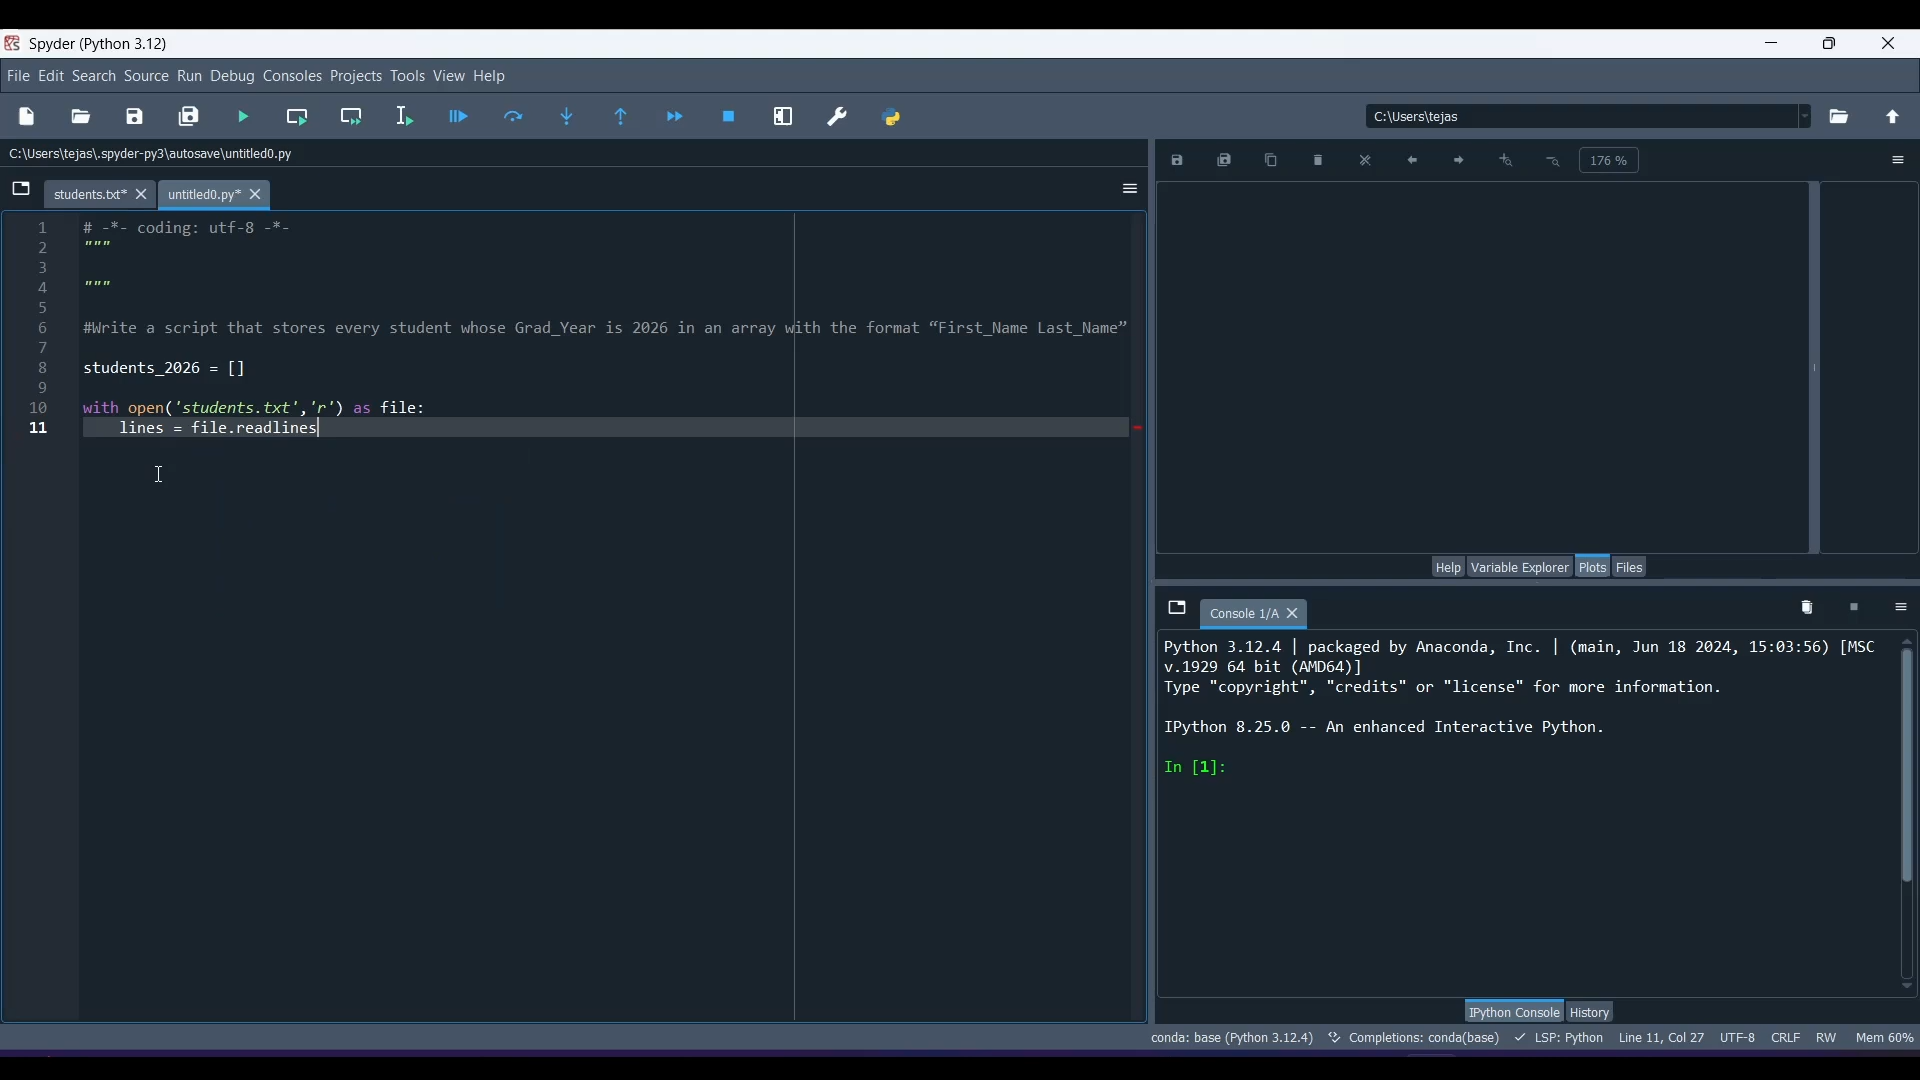 Spyder (Python 3.12)
File Edit Search Source Run Debug Consoles Projects Tools View Help
C:\Users\tejas
C:\Users\tejas\.spyder-py3\autosave\untitled0.py
176 %
students.txt* untitled0.py*
1 # -*- coding: utf-8 -*-
2 """
3
4 """
5
6 #Write a script that stores every student whose Grad_Year is 2026 in an array with the format “First_Name Last_Name”
7
8 students_2026 = []
9
10 with open('students.txt','r') as file:
11 lines = file.readlines
Help Variable Explorer Plots Files
Console 1/A
Python 3.12.4 | packaged by Anaconda, Inc. | (main, Jun 18 2024, 15:03:56) [MSC
v.1929 64 bit (AMD64)]
Type "copyright", "credits" or "license" for more information.
IPython 8.25.0 -- An enhanced Interactive Python.
In [1]:
IPython Console History
conda: base (Python 3.12.4) Completions: conda(base) LSP: Python Line 11, Col 27 UTF-8 CRLF RW Mem 60%